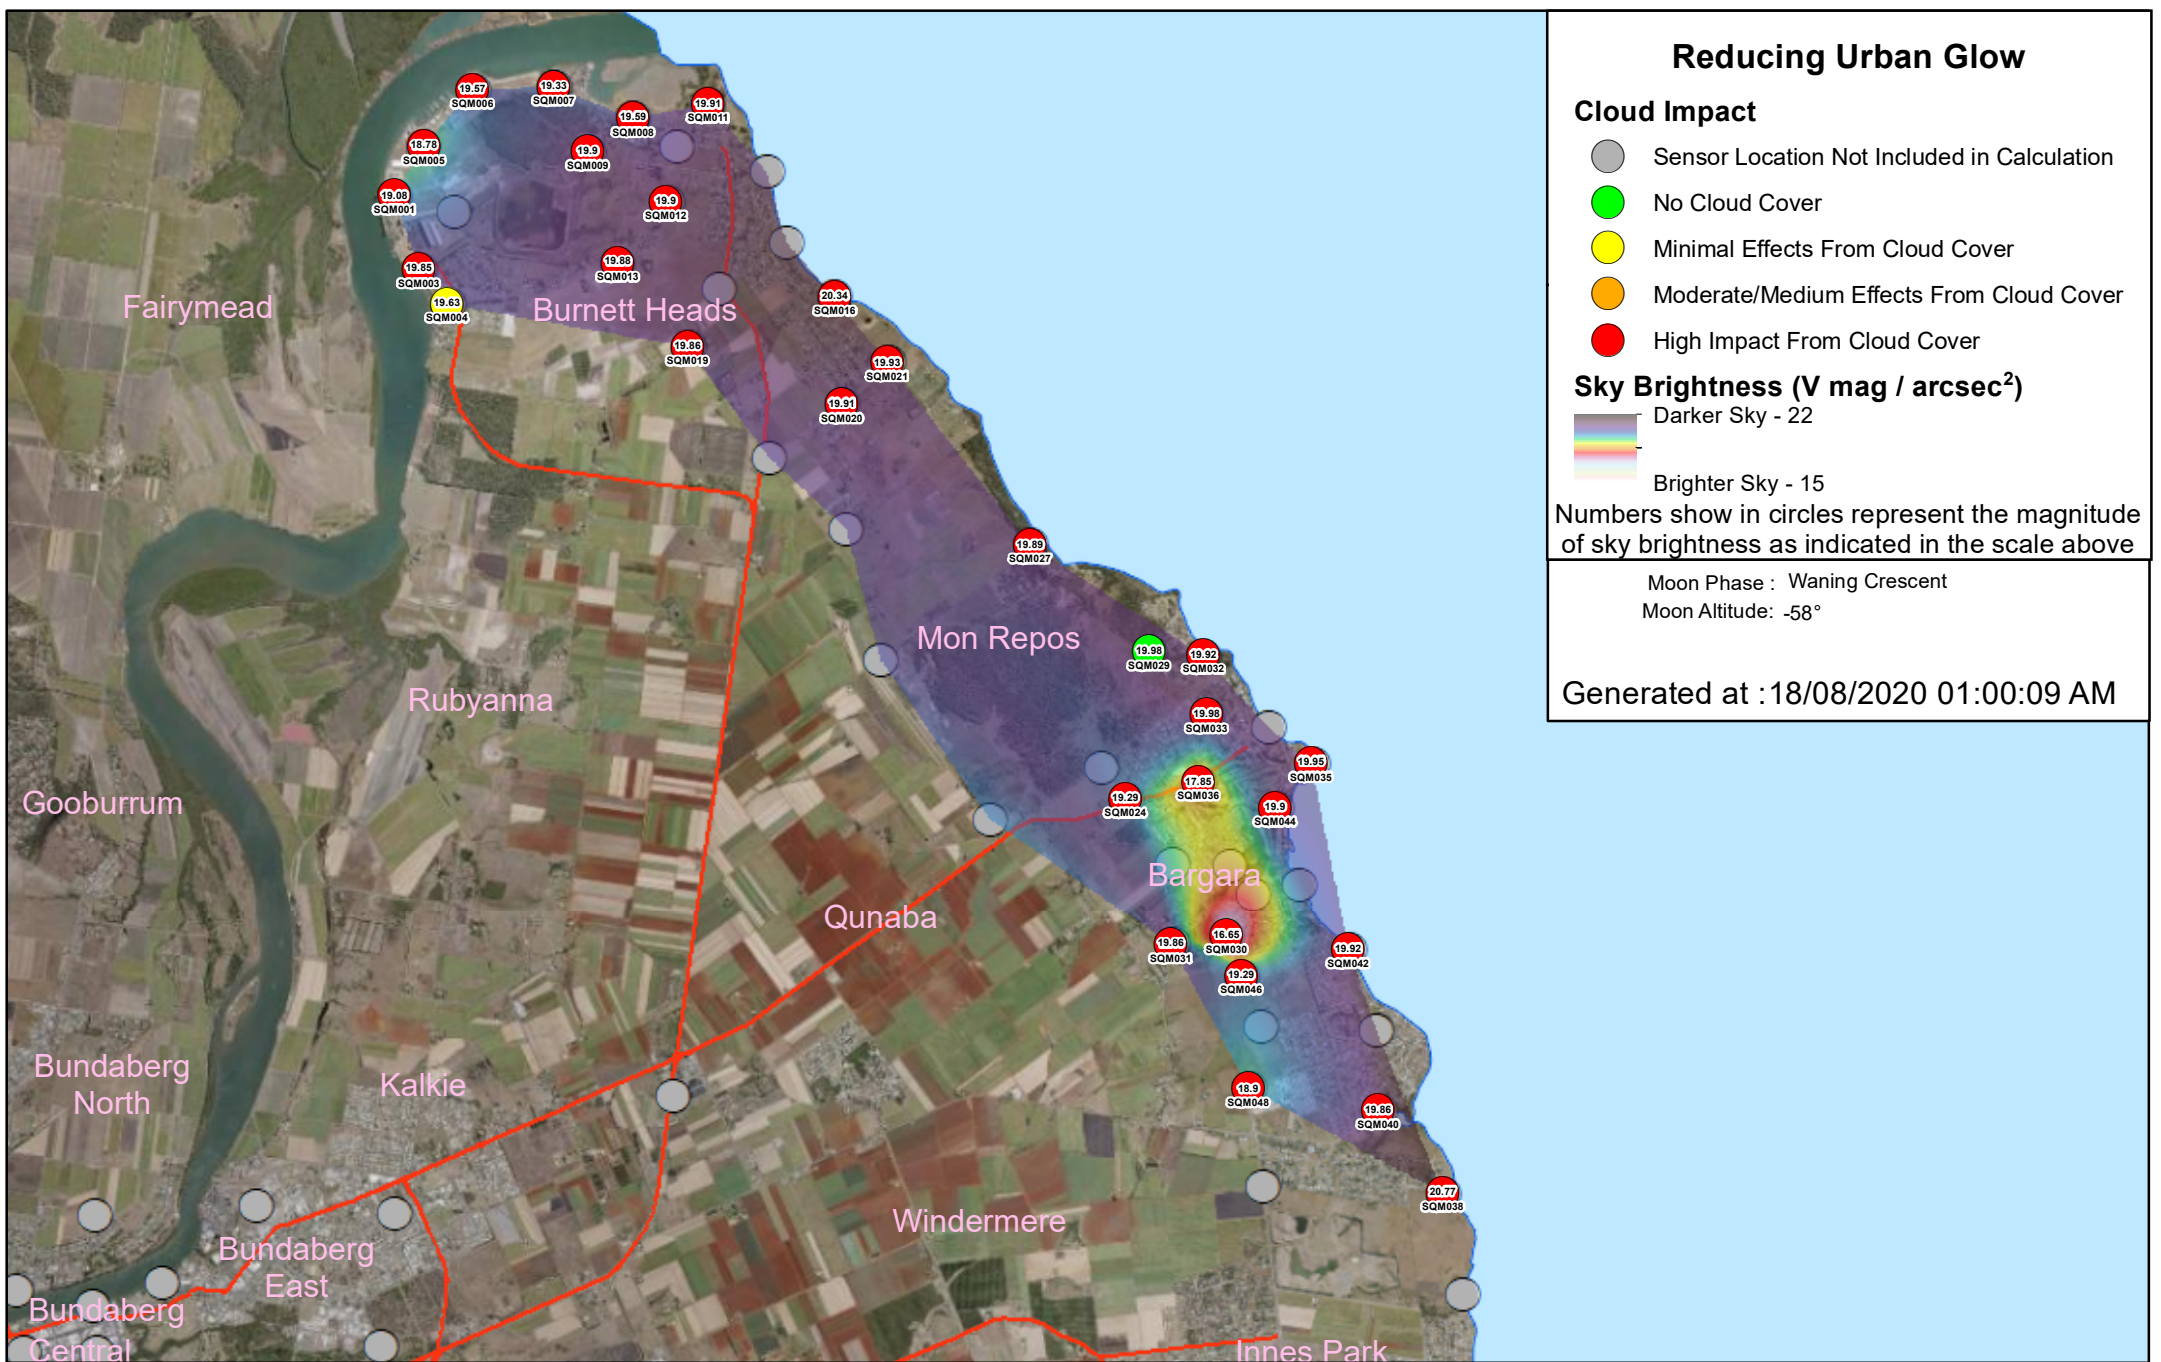 Reducing Urban Glow
Cloud Impact
Sensor Location Not Included in Calculation
No Cloud Cover
Minimal Effects From Cloud Cover
Moderate/Medium Effects From Cloud Cover
High Impact From Cloud Cover
Sky Brightness (V mag / arcsec²)
Darker Sky - 22
Brighter Sky - 15
Numbers show in circles represent the magnitude
of sky brightness as indicated in the scale above
Moon Phase : Waning Crescent
Moon Altitude: -58°
Generated at :18/08/2020 01:00:09 AM
19.57
SQM006
19.33
SQM007
19.59
SQM008
19.91
SQM011
18.78
SQM005
19.9
SQM009
19.08
SQM001
19.9
SQM012
19.85
SQM003
19.88
SQM013
19.63
SQM004
Fairymead
Burnett Heads
20.34
SQM016
19.86
SQM019
19.93
SQM021
19.91
SQM020
19.89
SQM027
Mon Repos
19.98
SQM029
19.92
SQM032
Rubyanna
19.98
SQM033
19.95
SQM035
17.85
SQM036
19.29
SQM024
19.9
SQM044
Gooburrum
Bargara
Qunaba
19.86
SQM031
16.65
SQM030
19.92
SQM042
19.29
SQM046
Bundaberg
North
Kalkie
18.9
SQM048
19.86
SQM040
20.77
SQM038
Windermere
Bundaberg
East
Bundaberg
Central
Innes Park